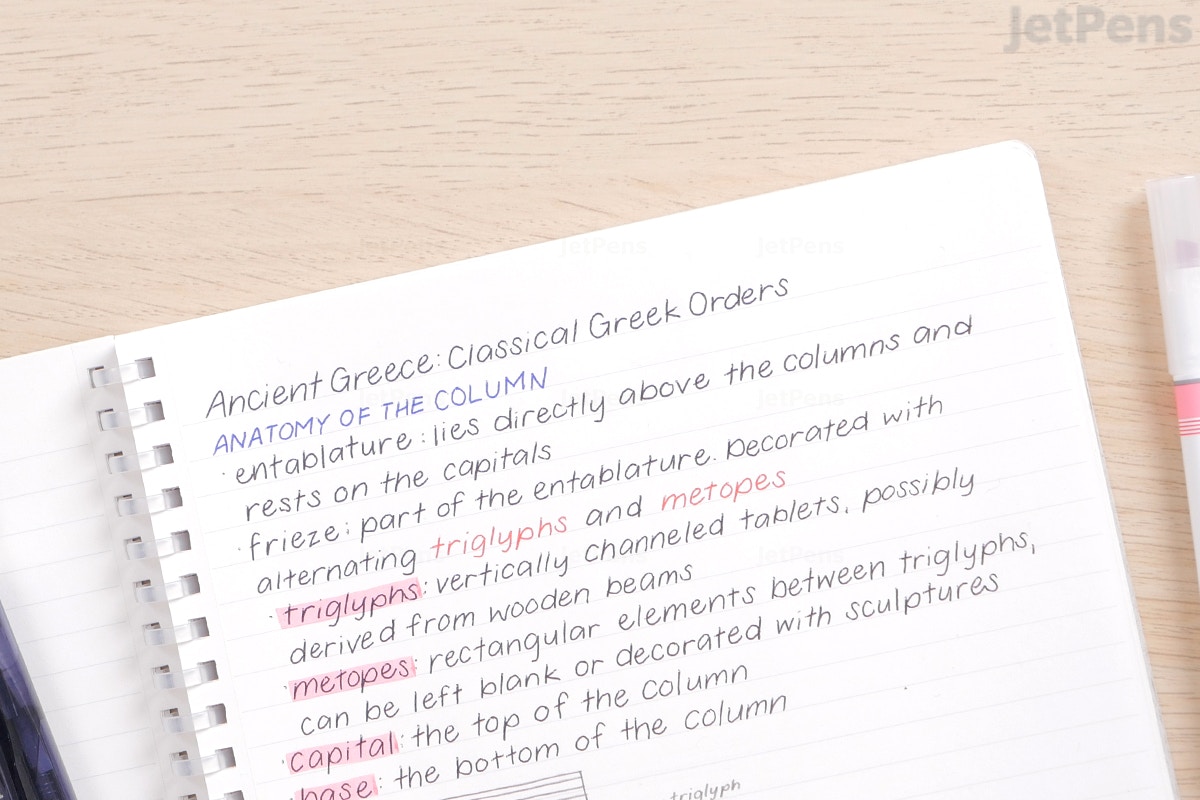 JetPens
JetPens JetPens JetPens
Ancient Greece: Classical Greek Orders
ANATOMY OF THE COLUMN
· entablature: lies directly above the columns and
rests on the capitals
· frieze: part of the entablature. Decorated with
alternating triglyphs and metopes
· triglyphs: vertically channeled tablets, possibly
derived from wooden beams
· metopes: rectangular elements between triglyphs,
can be left blank or decorated with sculptures
· capital: the top of the column
· base: the bottom of the column
triglyph